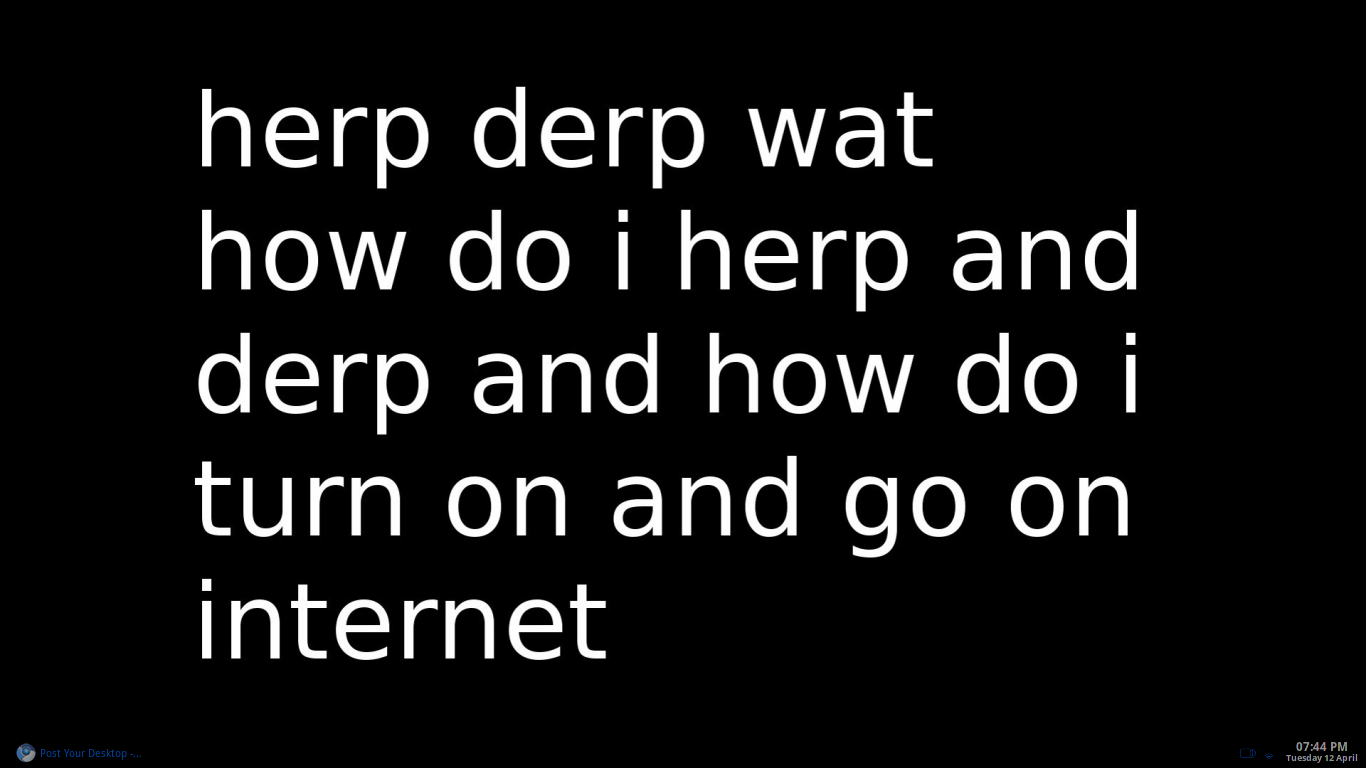 herp derp wat
how do i herp and
derp and how do i
turn on and go on
internet
Post Your Desktop -...
07:44 PM
Tuesday 12 April